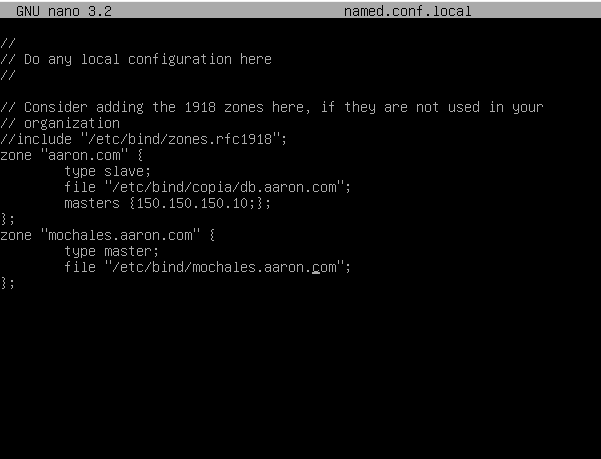 GNU nano 3.2 named.conf.local
//
// Do any local configuration here
//
// Consider adding the 1918 zones here, if they are not used in your
// organization
//include "/etc/bind/zones.rfc1918";
zone "aaron.com" {
type slave;
file "/etc/bind/copia/db.aaron.com";
masters {150.150.150.10;};
};
zone "mochales.aaron.com" {
type master;
file "/etc/bind/mochales.aaron.com";
};